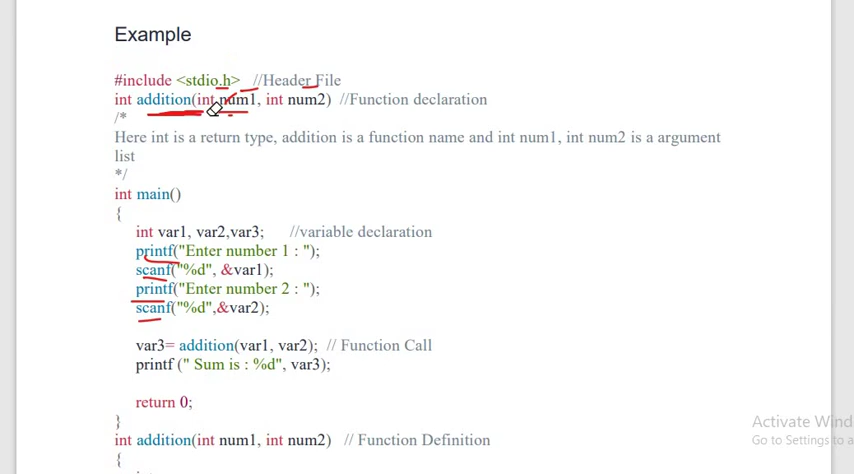 Example
#include <stdio.h> //Header File
int addition(int num1, int num2) //Function declaration
/*
Here int is a return type, addition is a function name and int num1, int num2 is a argument
list
*/
int main()
{
int var1, var2,var3; //variable declaration
printf("Enter number 1 : ");
scanf("%d", &var1);
printf("Enter number 2 : ");
scanf("%d",&var2);
var3= addition(var1, var2); // Function Call
printf (" Sum is : %d", var3);
return 0;
}
int addition(int num1, int num2) // Function Definition
{
Activate Wind
Go to Settings to a